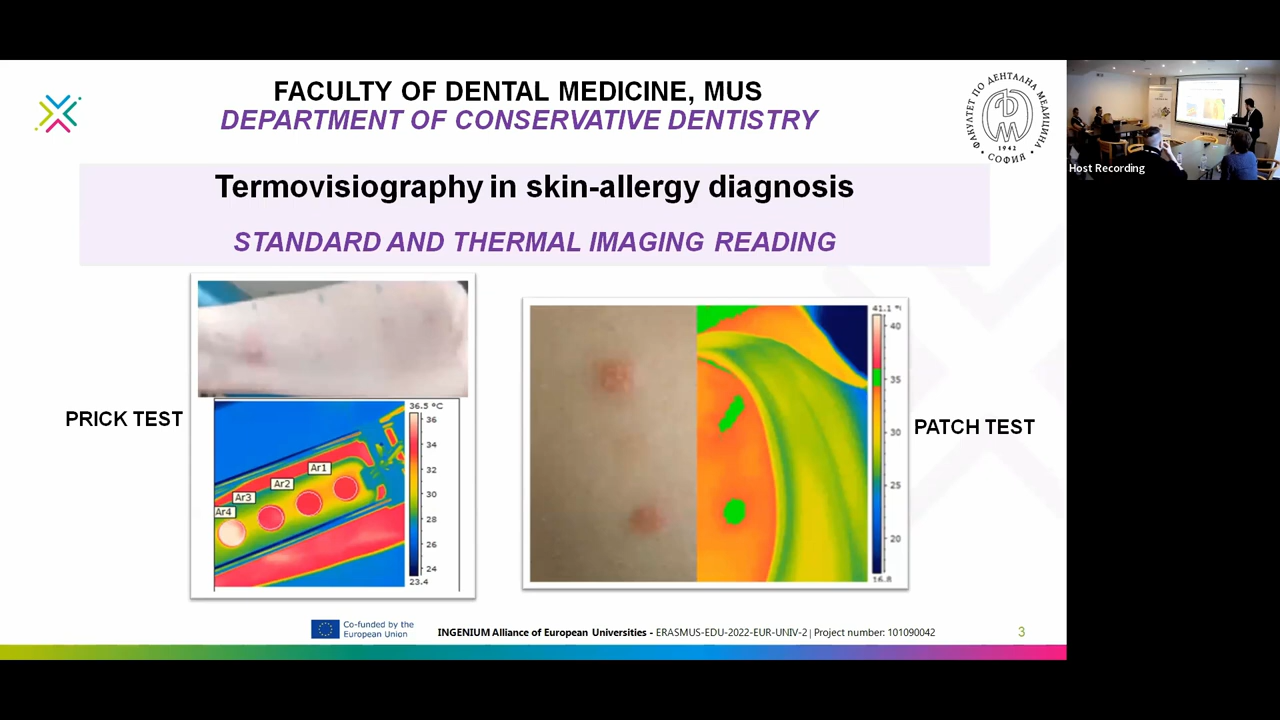 FACULTY OF DENTAL MEDICINE, MUS
DEPARTMENT OF CONSERVATIVE DENTISTRY
ФАКУЛТЕТ ПО ДЕНТАЛНА МЕДИЦИНА
1942
СОФИЯ
Host Recording
Termovisiography in skin-allergy diagnosis
STANDARD AND THERMAL IMAGING READING
PRICK TEST
36.5 °C
36
34
32
30
28
26
24
23.4
Ar1
Ar2
Ar3
Ar4
41.1 °
40
35
30
25
20
16.8
PATCH TEST
Co-funded by the
European Union
INGENIUM Alliance of European Universities - ERASMUS-EDU-2022-EUR-UNIV-2 | Project number: 101090042
3